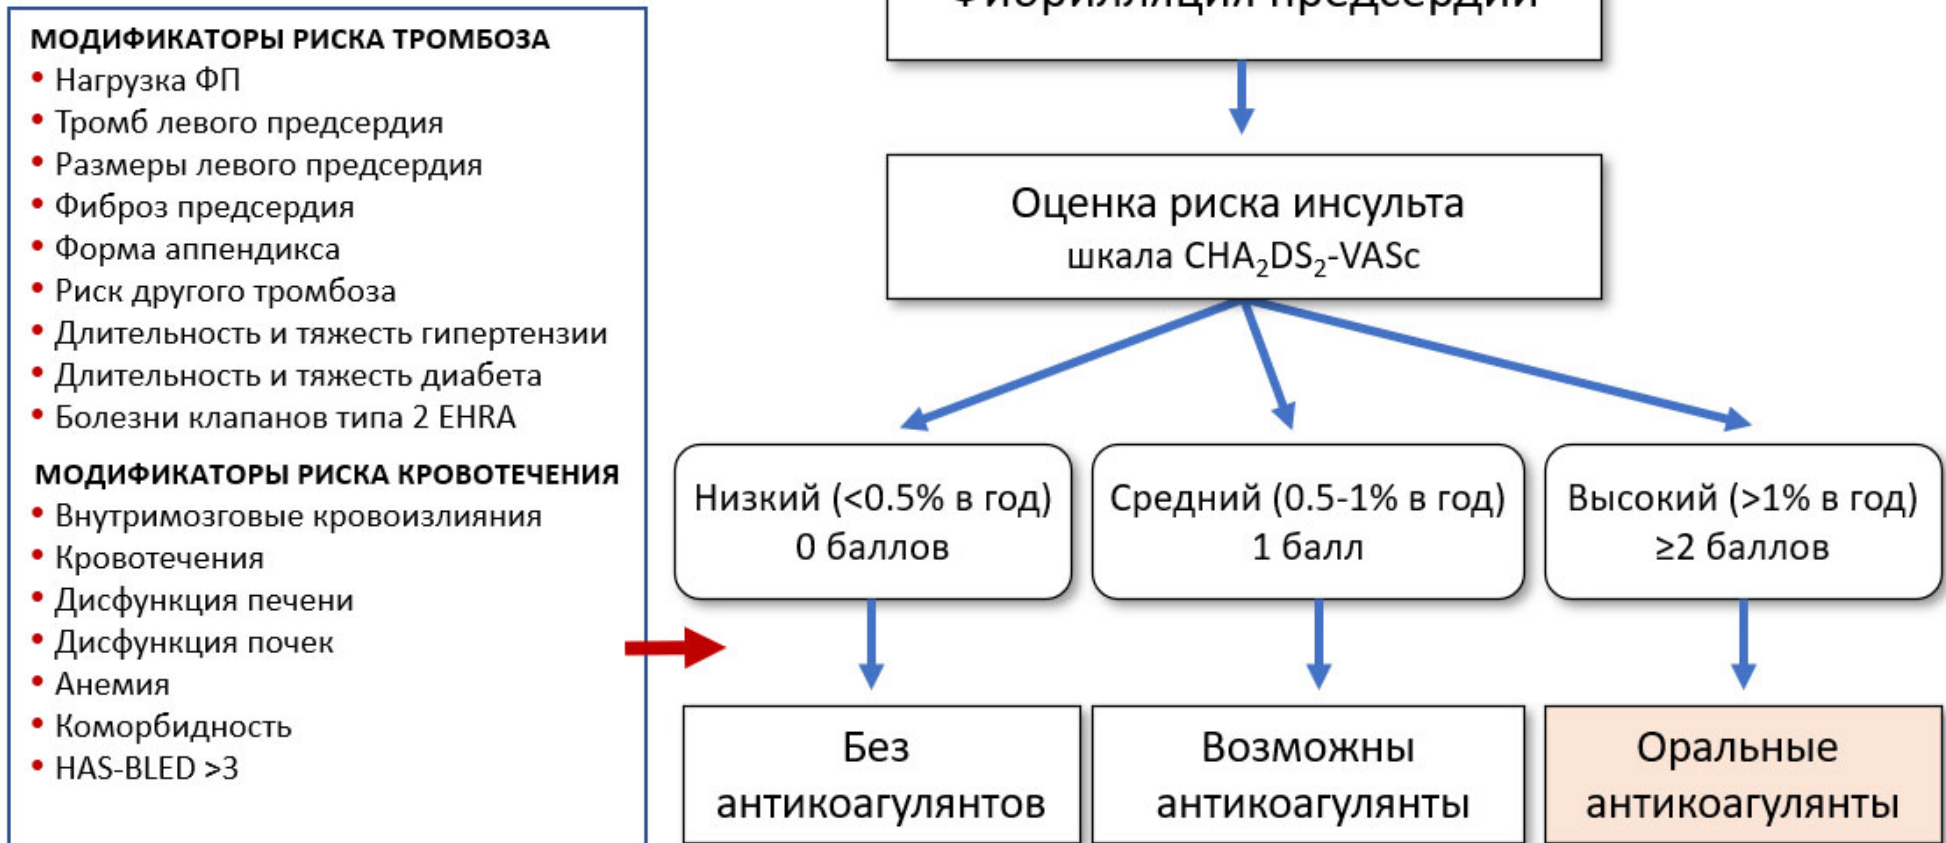 МОДИФИКАТОРЫ РИСКА ТРОМБОЗА
• Нагрузка ФП
• Тромб левого предсердия
• Размеры левого предсердия
• Фиброз предсердия
• Форма аппендикса
• Риск другого тромбоза
• Длительность и тяжесть гипертензии
• Длительность и тяжесть диабета
• Болезни клапанов типа 2 EHRA
МОДИФИКАТОРЫ РИСКА КРОВОТЕЧЕНИЯ
• Внутримозговые кровоизлияния
• Кровотечения
• Дисфункция печени
• Дисфункция почек
• Анемия
• Коморбидность
• HAS-BLED >3
Фибрилляция предсердий
Оценка риска инсульта
шкала CHA₂DS₂-VASc
Низкий (<0.5% в год)
0 баллов
Средний (0.5-1% в год)
1 балл
Высокий (>1% в год)
≥2 баллов
Без
антикоагулянтов
Возможны
антикоагулянты
Оральные
антикоагулянты